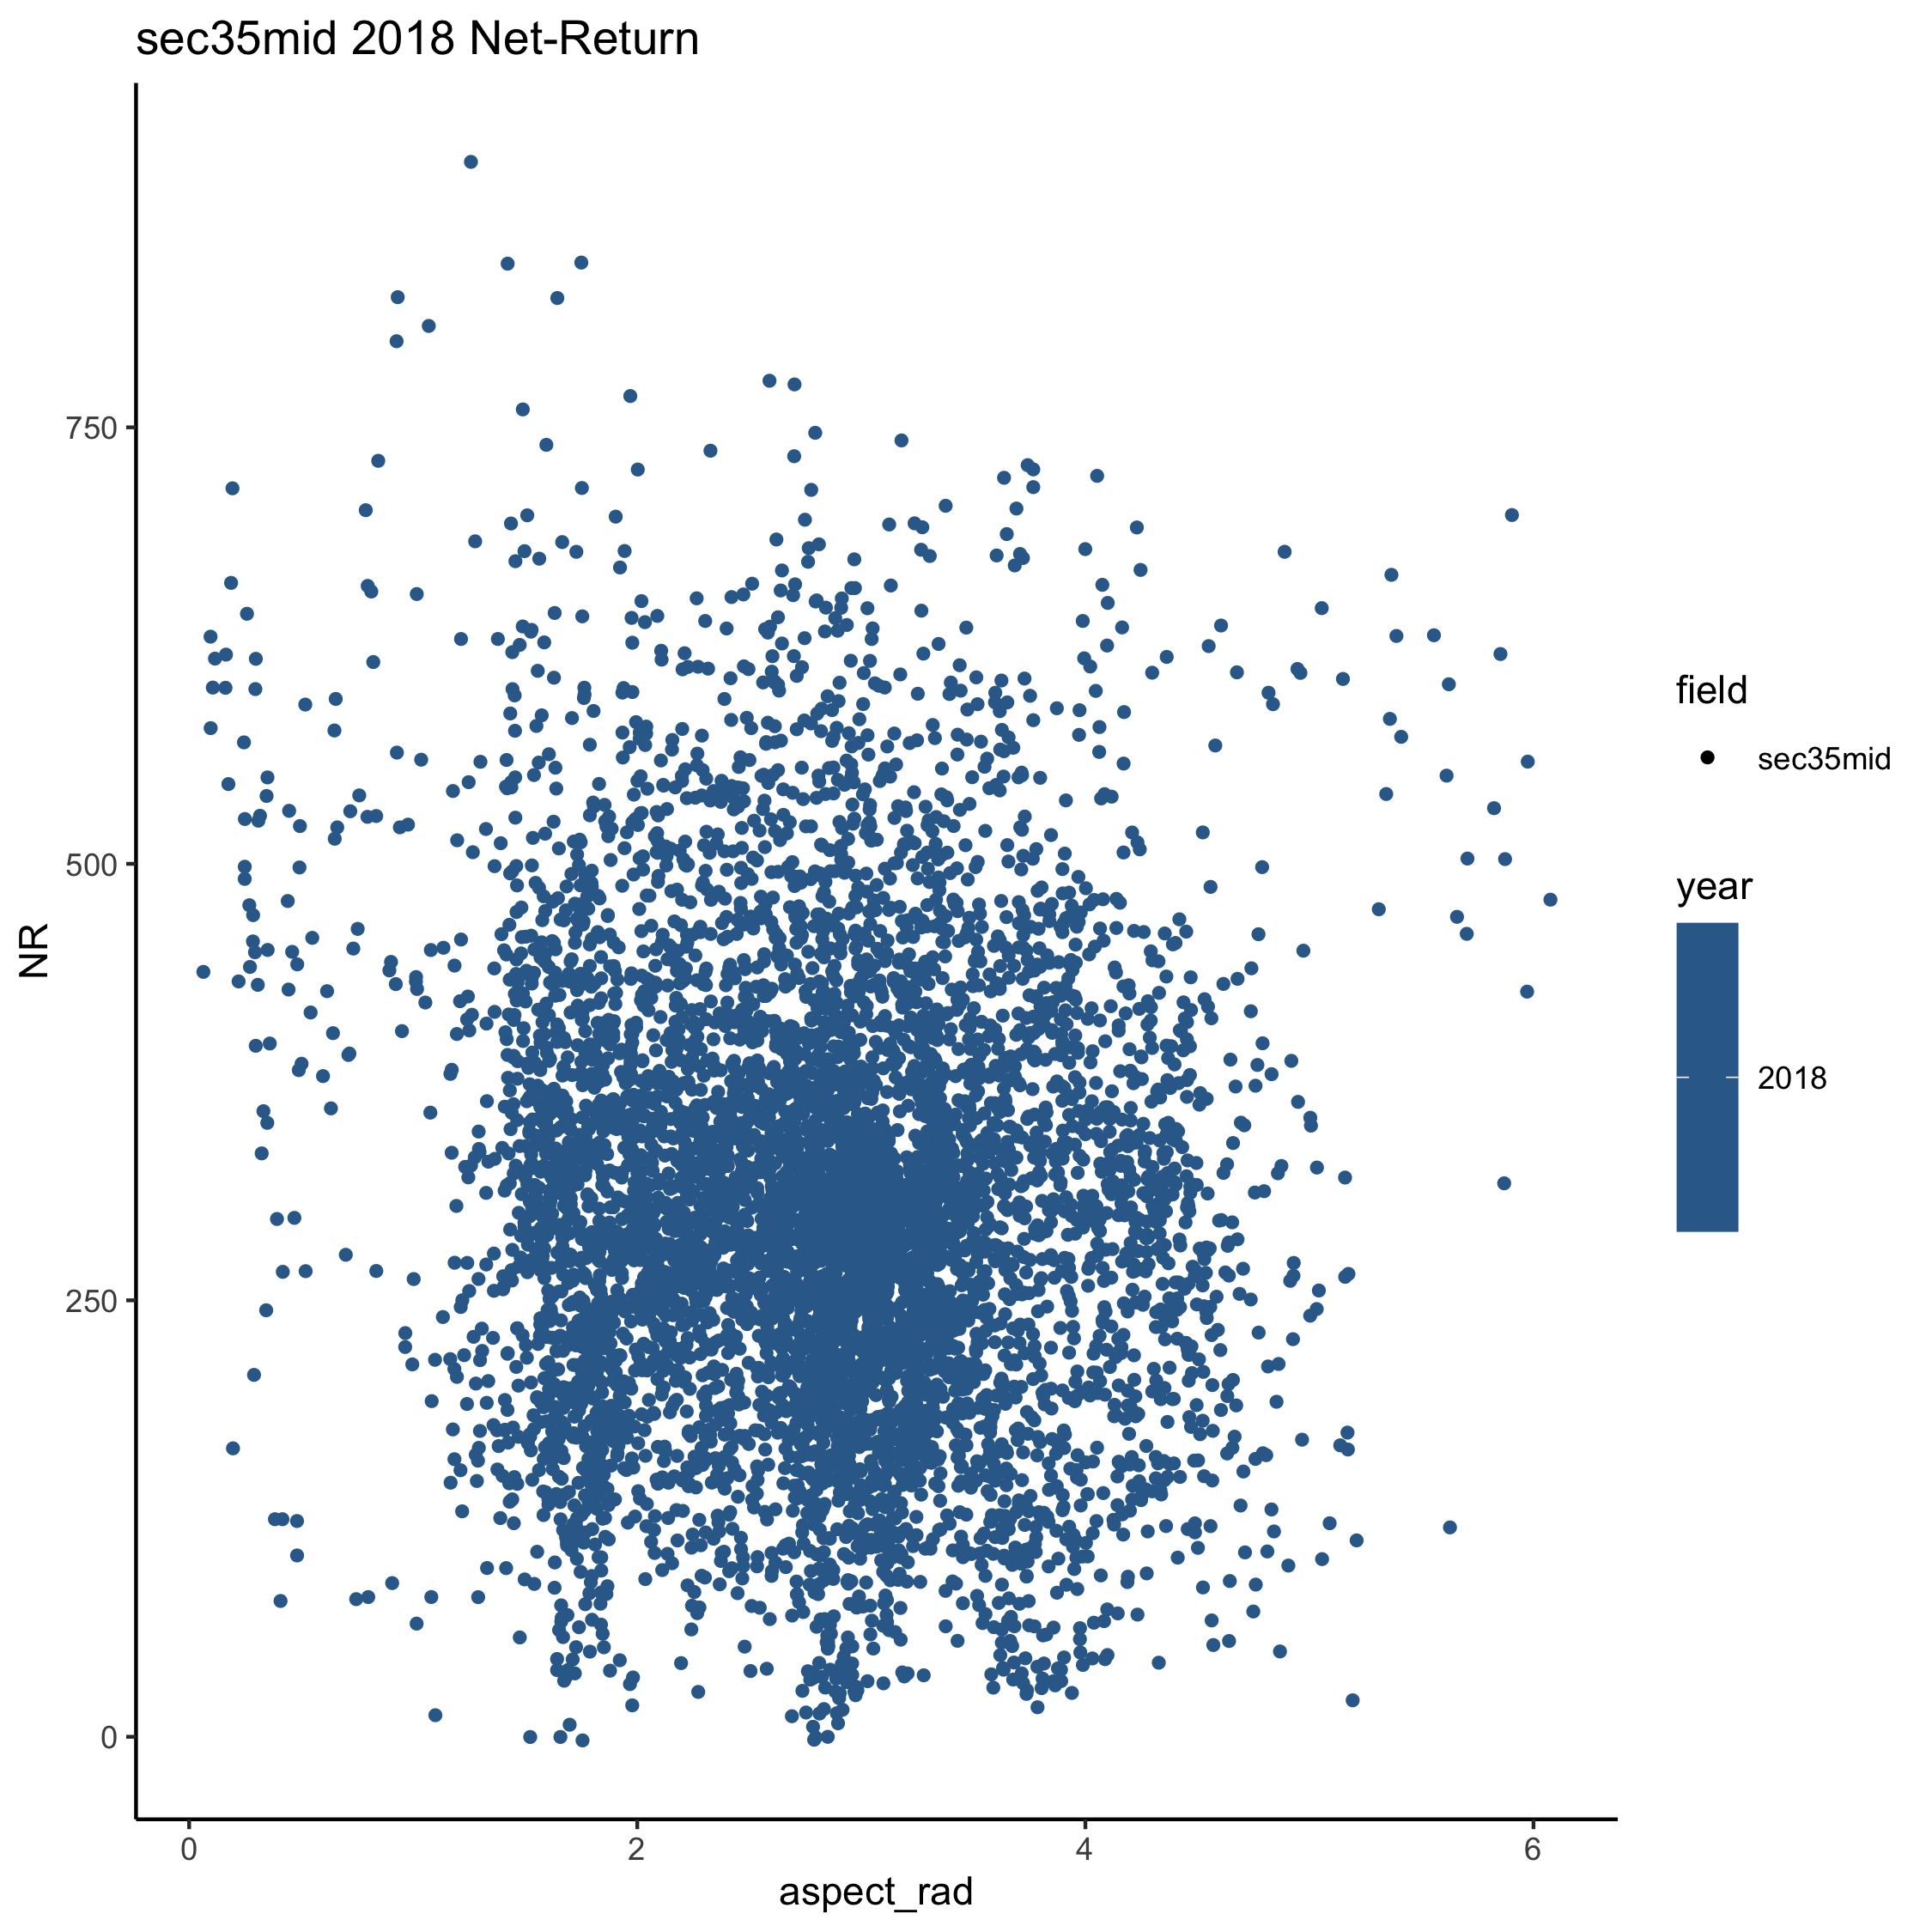 sec35mid 2018 Net-Return
NR
750
500
250
0
0 2 4 6
aspect_rad
field
sec35mid
year
2018